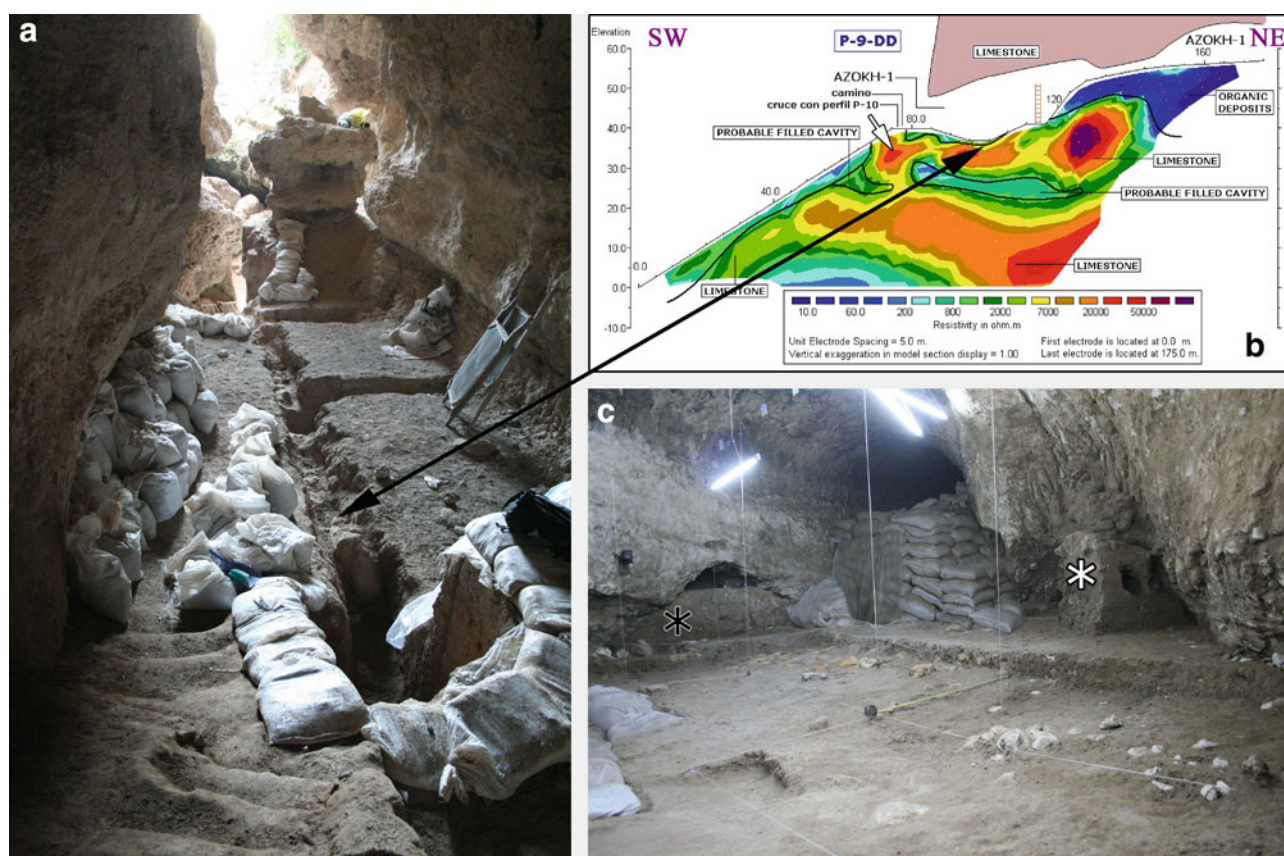 a
Elevation
60.0
50.0
40.0
30.0
20.0
10.0
0.0
-10.0
SW
P-9-DD
LIMESTONE
AZOKH-1
NE
160
AZOKH-1
camino
cruce con perfil P-10
80.0
120
ORGANIC
DEPOSITS
PROBABLE FILLED CAVITY
LIMESTONE
40.0
PROBABLE FILLED CAVITY
0.0
LIMESTONE
LIMESTONE
10.0 60.0 200 800 2000 7000 20000 50000
Resistivity in ohm.m
Unit Electrode Spacing = 5.0 m.
Vertical exaggeration in model section display = 1.00
First electrode is located at 0.0 m.
Last electrode is located at 175.0 m.
b
c